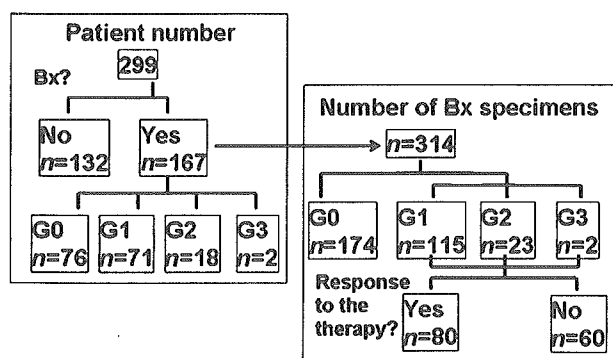 Patient number
299
Bx?
No
n=132
Yes
n=167
G0
n=76
G1
n=71
G2
n=18
G3
n=2
Number of Bx specimens
n=314
G0
n=174
G1
n=115
G2
n=23
G3
n=2
Response
to the
therapy?
Yes
n=80
No
n=60